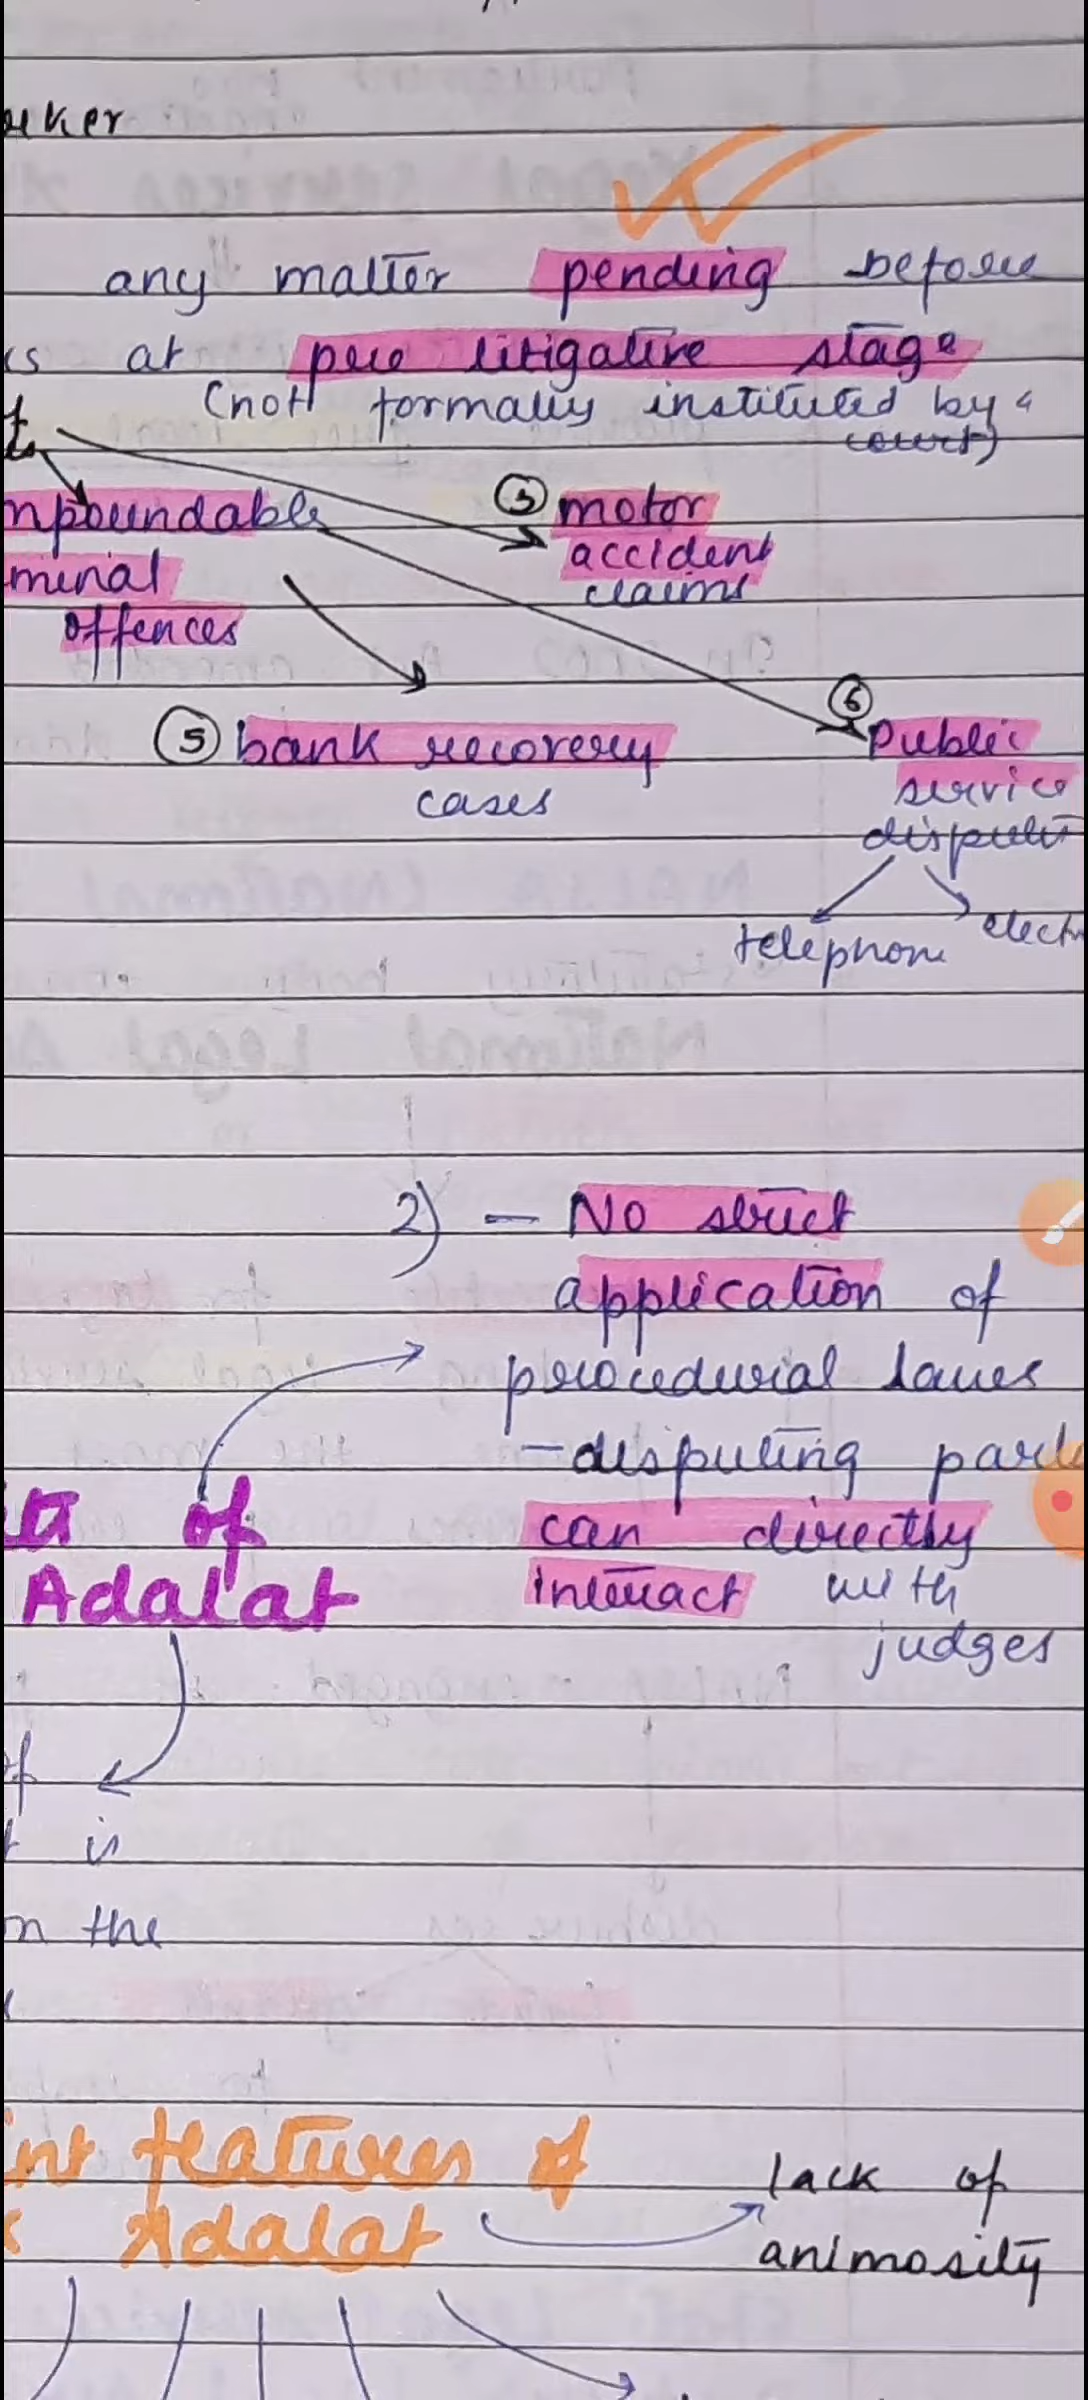 any matter pending before
at pre litigative stage
(not formally instituted by
court)
③ motor
accident
claims
offences
⑤ bank recovery
cases
⑥
Public
service
telephone
2) - No strict
application of
procedurial laws
- disputing
can directly
interact with
judges
of
Adalat
is
the
features of
Adalat
lack of
animosity